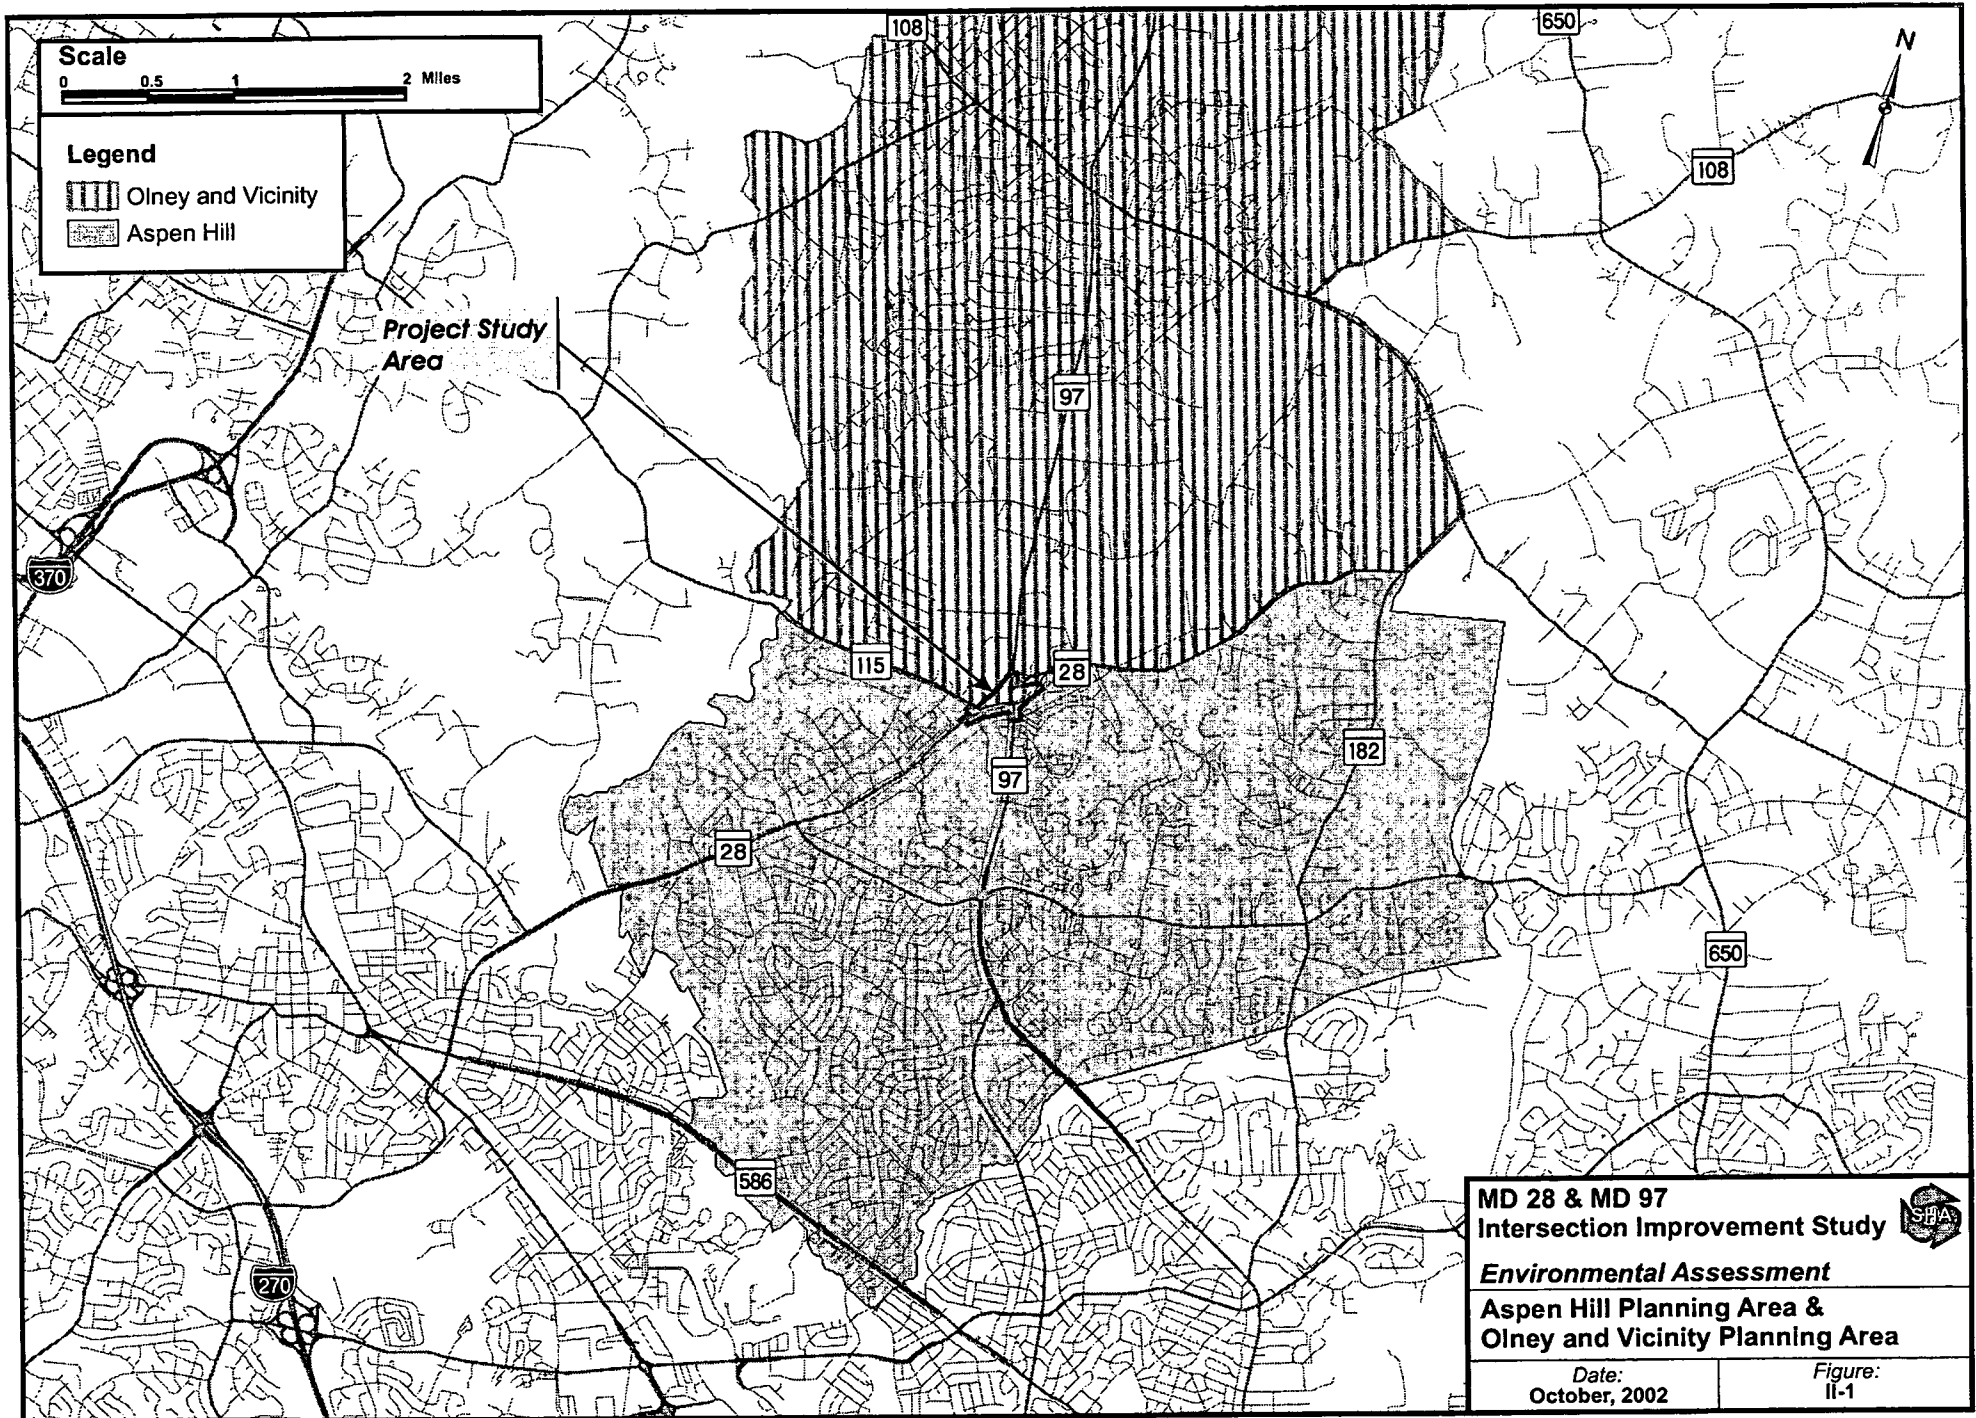 Scale
0 0.5 1 2 Miles
Legend
Olney and Vicinity
Aspen Hill
Project Study
Area
108
650
N
108
97
370
115
28
182
97
28
650
586
270
MD 28 & MD 97
Intersection Improvement Study
SHA
Environmental Assessment
Aspen Hill Planning Area &
Olney and Vicinity Planning Area
Date:
October, 2002
Figure:
II-1